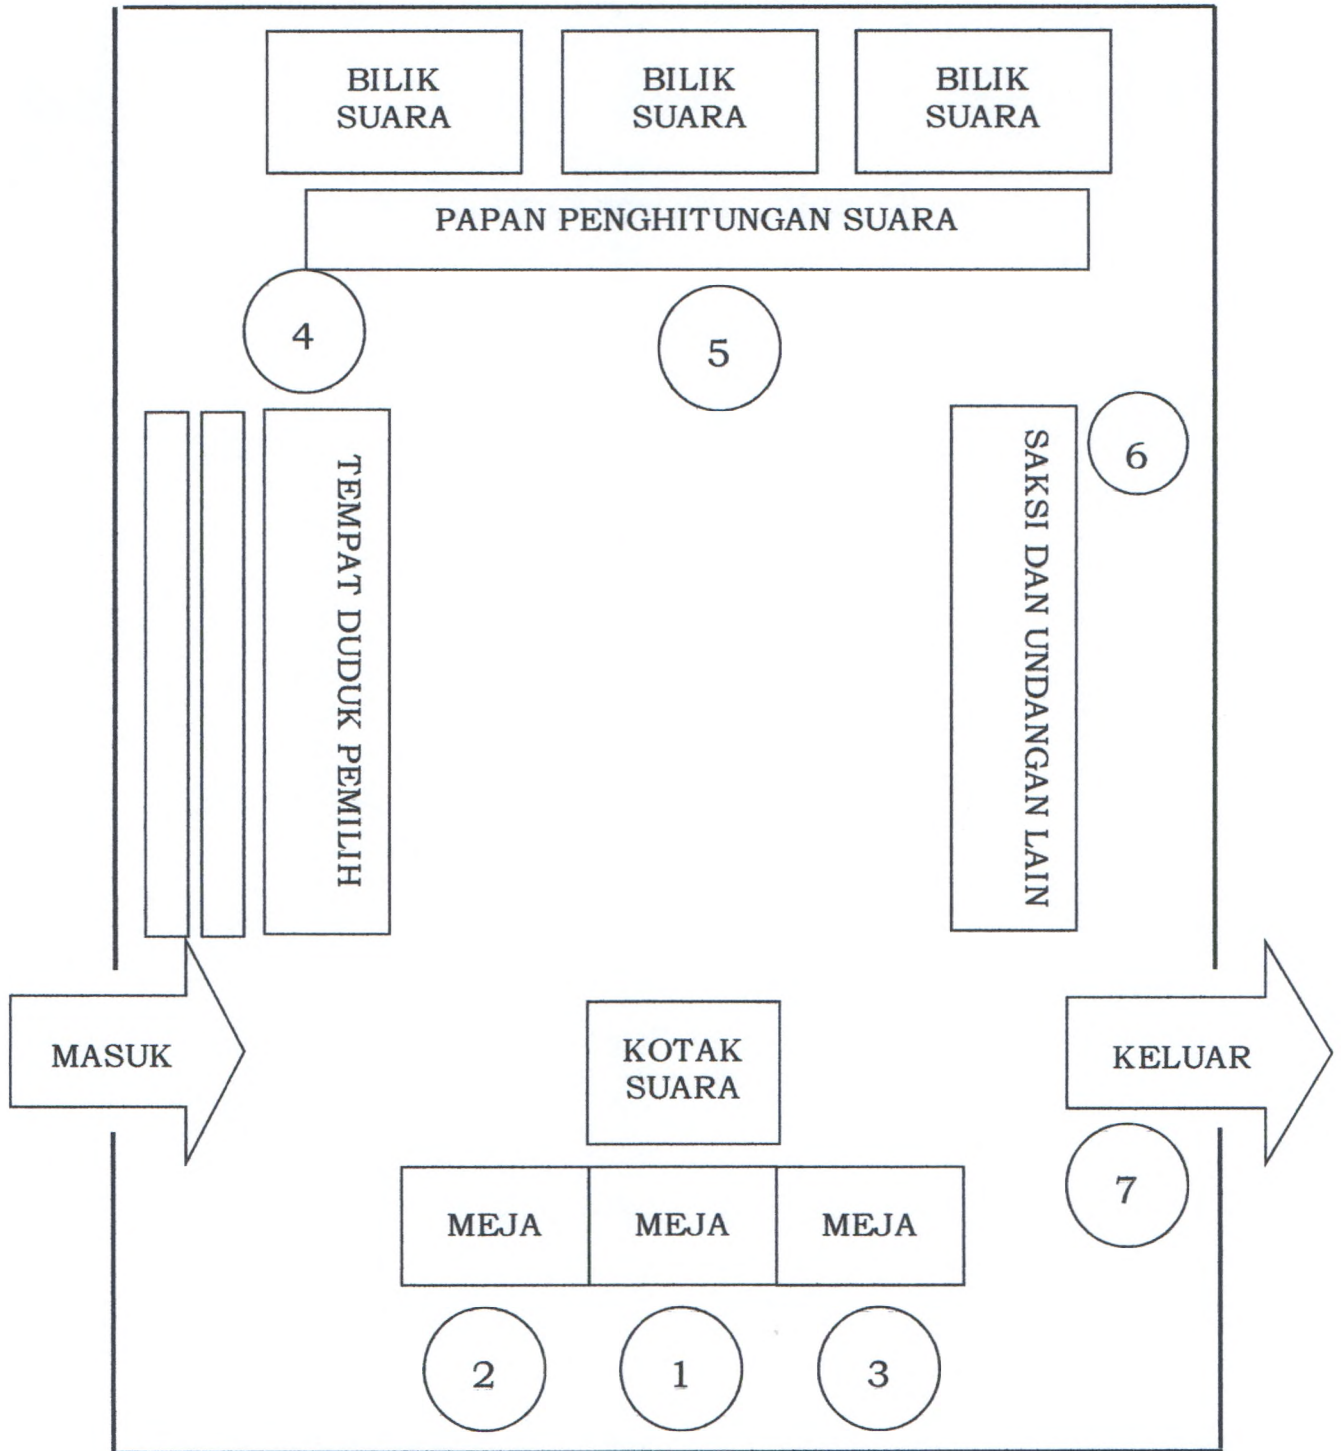 BILIK
SUARA
BILIK
SUARA
BILIK
SUARA
PAPAN PENGHITUNGAN SUARA
4
5
6
TEMPAT DUDUK PEMILIH
SAKSI DAN UNDANGAN LAIN
MASUK
KOTAK
SUARA
KELUAR
7
MEJA
MEJA
MEJA
2
1
3